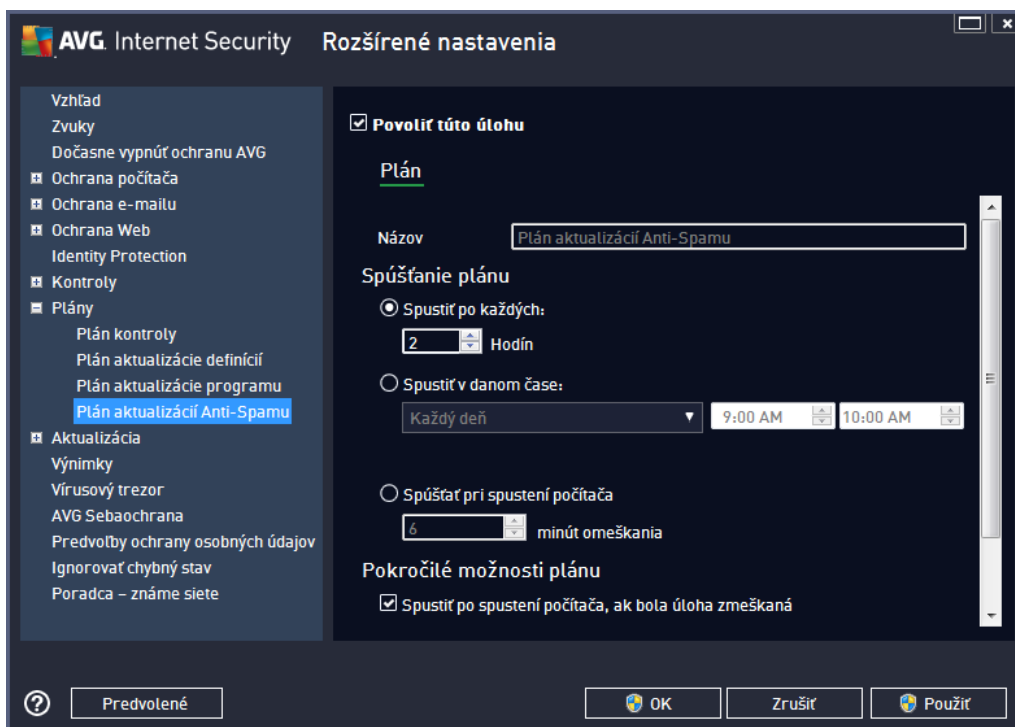 AVG. Internet Security Rozšírené nastavenia
Vzhľad
Zvuky
Dočasne vypnúť ochranu AVG
Ochrana počítača
Ochrana e-mailu
Ochrana Web
Identity Protection
Kontroly
Plány
Plán kontroly
Plán aktualizácie definícií
Plán aktualizácie programu
Plán aktualizácií Anti-Spamu
Aktualizácia
Výnimky
Vírusový trezor
AVG Sebaochrana
Predvoľby ochrany osobných údajov
Ignorovať chybný stav
Poradca – známe siete
Povoliť túto úlohu
Plán
Názov Plán aktualizácií Anti-Spamu
Spúšťanie plánu
Spustiť po každých:
2 Hodín
Spustiť v danom čase:
Každý deň 9:00 AM 10:00 AM
Spúšťať pri spustení počítača
6 minút omeškania
Pokročilé možnosti plánu
Spustiť po spustení počítača, ak bola úloha zmeškaná
? Predvolené OK Zrušiť Použiť